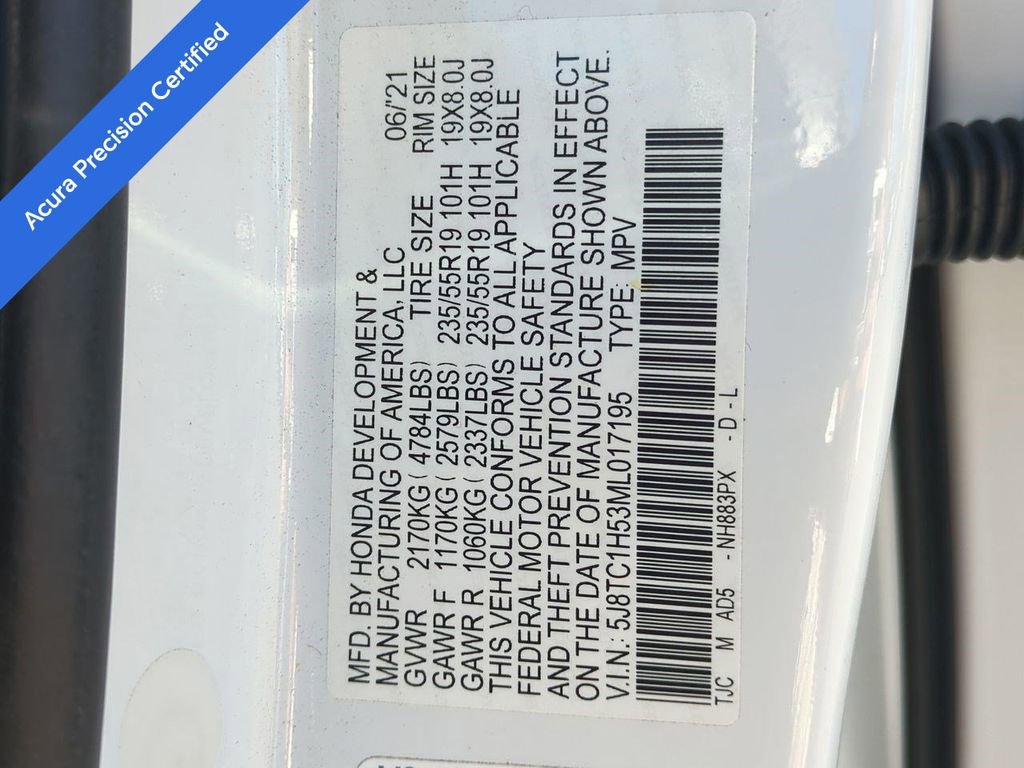 Acura Precision Certified
MFD. BY HONDA DEVELOPMENT &
MANUFACTURING OF AMERICA, LLC 06/'21
GVWR 2170KG ( 4784LBS) TIRE SIZE RIM SIZE
GAWR F 1170KG ( 2579LBS) 235/55R19 101H 19X8.0J
GAWR R 1060KG ( 2337LBS) 235/55R19 101H 19X8.0J
THIS VEHICLE CONFORMS TO ALL APPLICABLE
FEDERAL MOTOR VEHICLE SAFETY
AND THEFT PREVENTION STANDARDS IN EFFECT
ON THE DATE OF MANUFACTURE SHOWN ABOVE.
V.I.N.: 5J8TC1H53ML017195 TYPE: MPV
TJC M AD5 - NH883PX - D - L